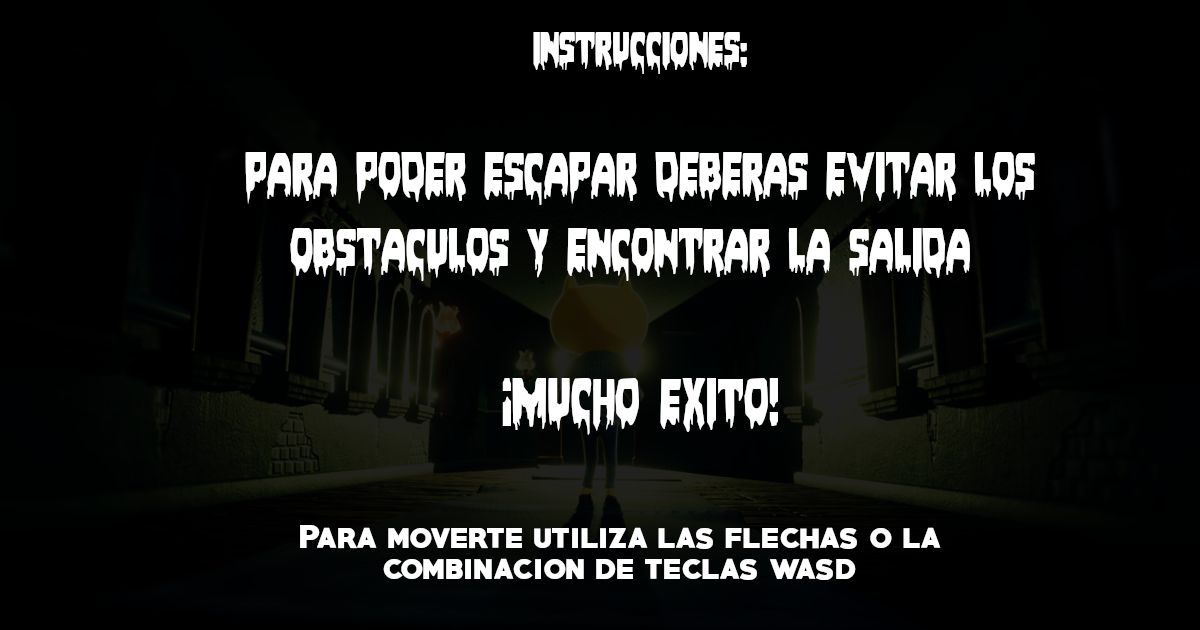 INSTRUCCIONES:
PARA PODER ESCAPAR DEBERAS EVITAR LOS
OBSTACULOS Y ENCONTRAR LA SALIDA
¡MUCHO EXITO!
PARA MOVERTE UTILIZA LAS FLECHAS O LA
COMBINACION DE TECLAS WASD